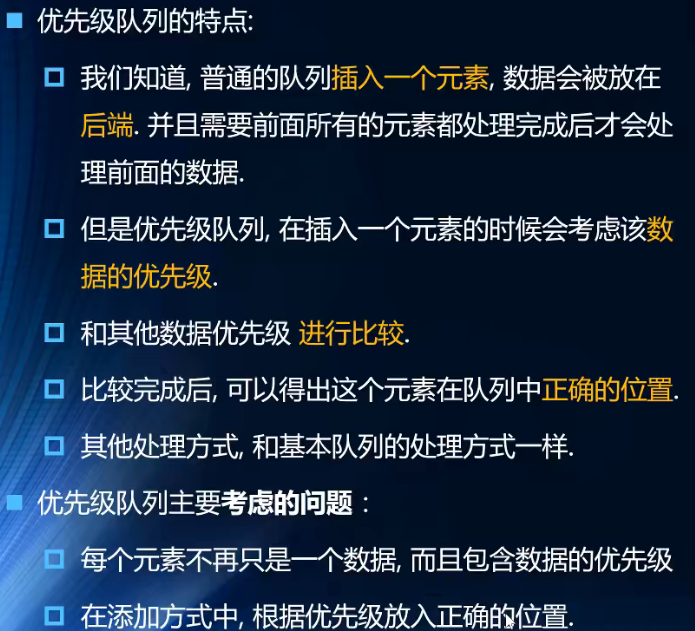 优先级队列的特点:
我们知道, 普通的队列插入一个元素, 数据会被放在
后端. 并且需要前面所有的元素都处理完成后才会处
理前面的数据.
但是优先级队列, 在插入一个元素的时候会考虑该数
据的优先级.
和其他数据优先级 进行比较.
比较完成后, 可以得出这个元素在队列中正确的位置.
其他处理方式, 和基本队列的处理方式一样.
优先级队列主要考虑的问题：
每个元素不再只是一个数据, 而且包含数据的优先级
在添加方式中, 根据优先级放入正确的位置.